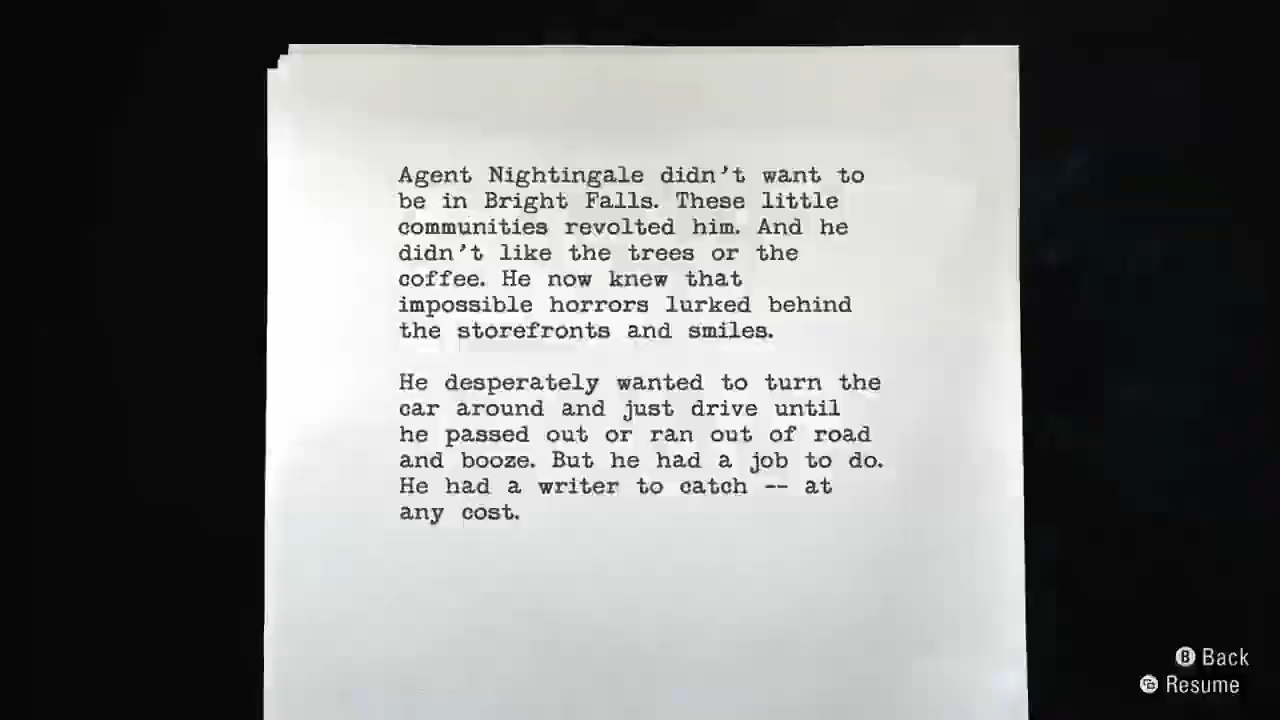 Agent Nightingale didn't want to
be in Bright Falls. These little
communities revolted him. And he
didn't like the trees or the
coffee. He now knew that
impossible horrors lurked behind
the storefronts and smiles.
He desperately wanted to turn the
car around and just drive until
he passed out or ran out of road
and booze. But he had a job to do.
He had a writer to catch -- at
any cost.
B Back
Resume